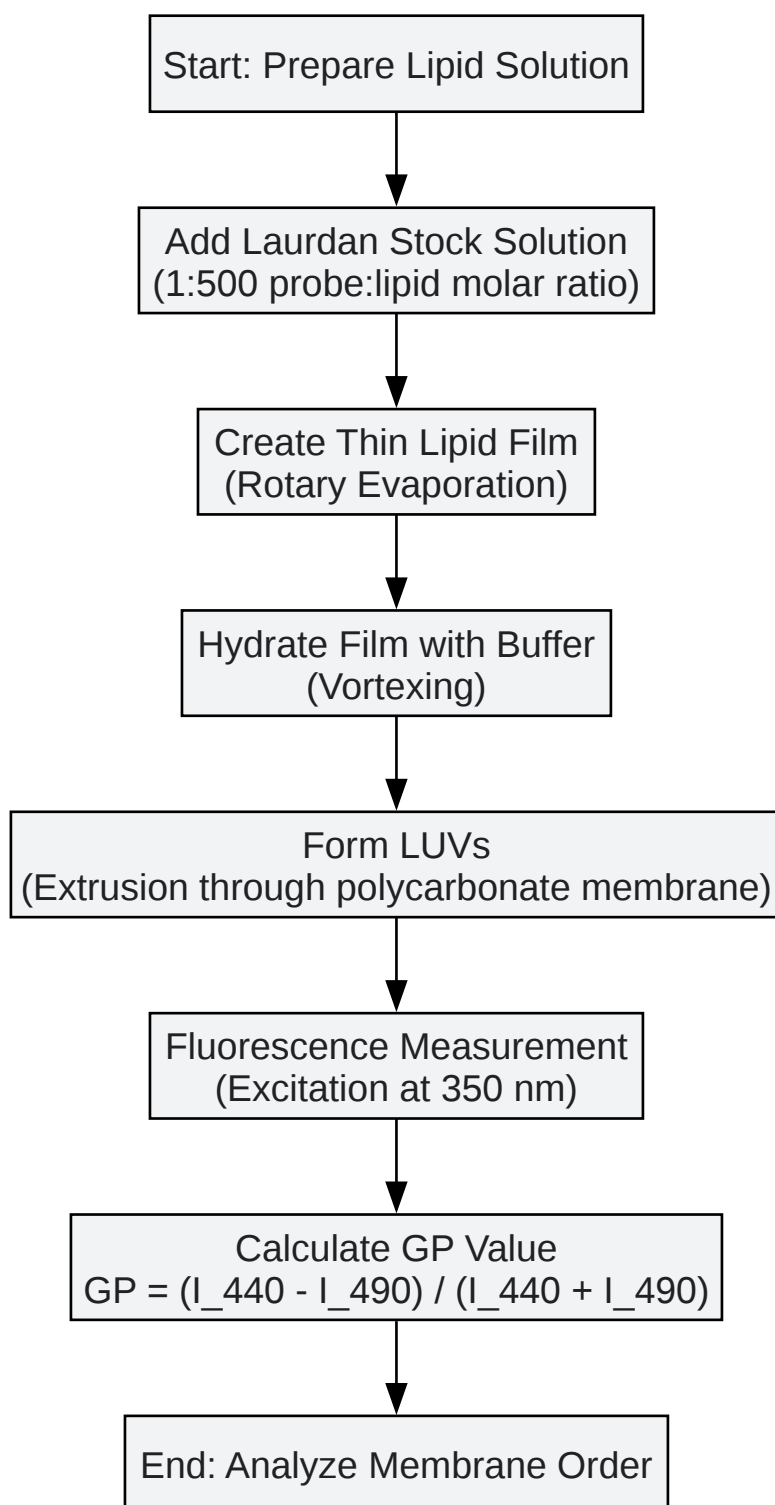 Start: Prepare Lipid Solution
Add Laurdan Stock Solution
(1:500 probe:lipid molar ratio)
Create Thin Lipid Film
(Rotary Evaporation)
Hydrate Film with Buffer
(Vortexing)
Form LUVs
(Extrusion through polycarbonate membrane)
Fluorescence Measurement
(Excitation at 350 nm)
Calculate GP Value
GP = (I_440 - I_490) / (I_440 + I_490)
End: Analyze Membrane Order